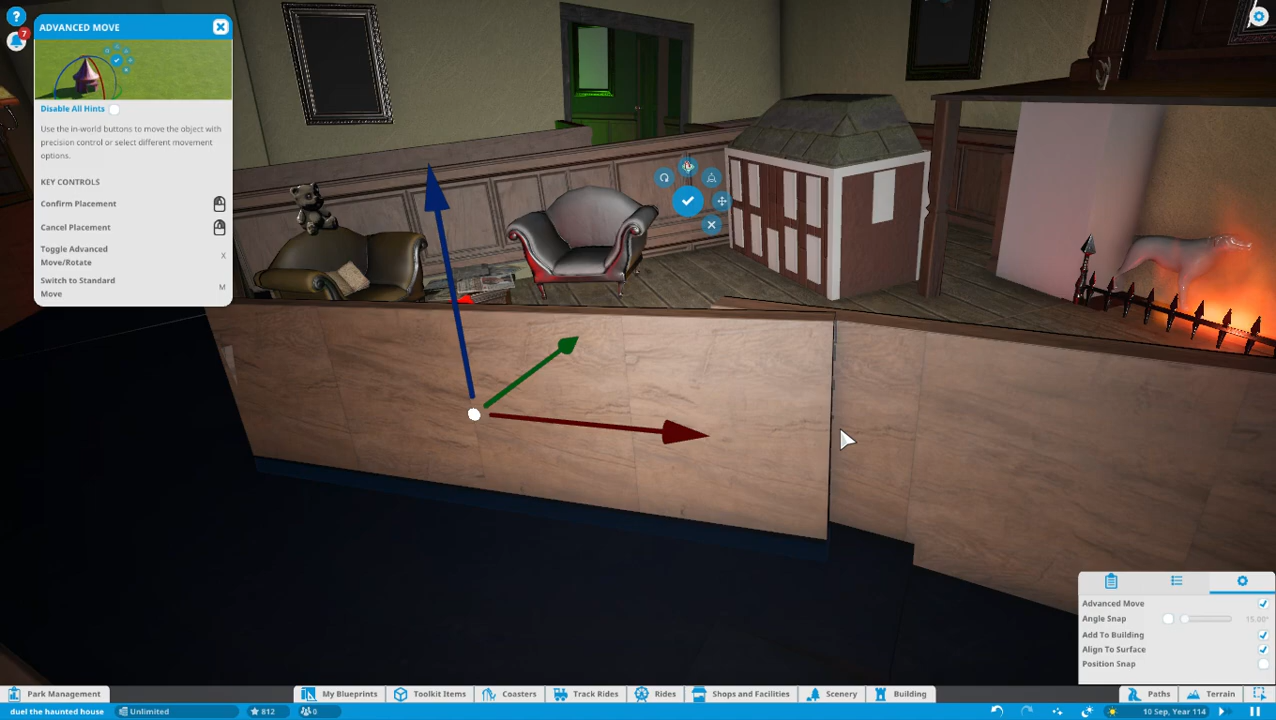 ?
7
ADVANCED MOVE
Disable All Hints
Use the in-world buttons to move the object with
precision control or select different movement
options.
KEY CONTROLS
Confirm Placement
Cancel Placement
Toggle Advanced
Move/Rotate X
Switch to Standard
Move M
Advanced Move
Angle Snap 15.00°
Add To Building
Align To Surface
Position Snap
Park Management My Blueprints Toolkit Items Coasters Track Rides Rides Shops and Facilities Scenery Building Paths Terrain
duel the haunted house Unlimited 812 0 10 Sep, Year 114